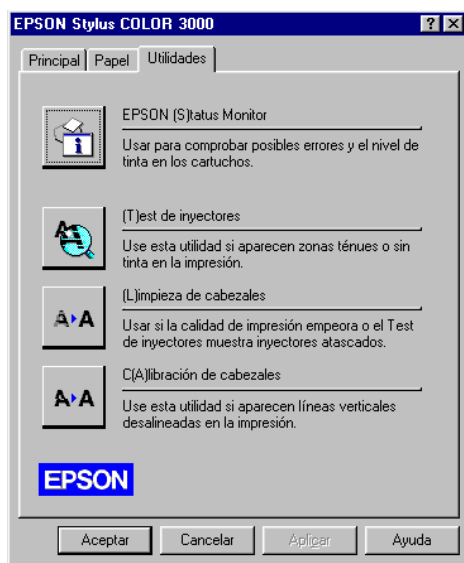 EPSON Stylus COLOR 3000
Principal
Papel
Utilidades
EPSON (S)tatus Monitor
Usar para comprobar posibles errores y el nivel de
tinta en los cartuchos.
(T)est de inyectores
Use esta utilidad si aparecen zonas ténues o sin
tinta en la impresión.
(L)impieza de cabezales
Usar si la calidad de impresión empeora o el Test
de inyectores muestra inyectores atascados.
C(A)libración de cabezales
Use esta utilidad si aparecen líneas verticales
desalineadas en la impresión.
EPSON
Aceptar
Cancelar
Aplicar
Ayuda